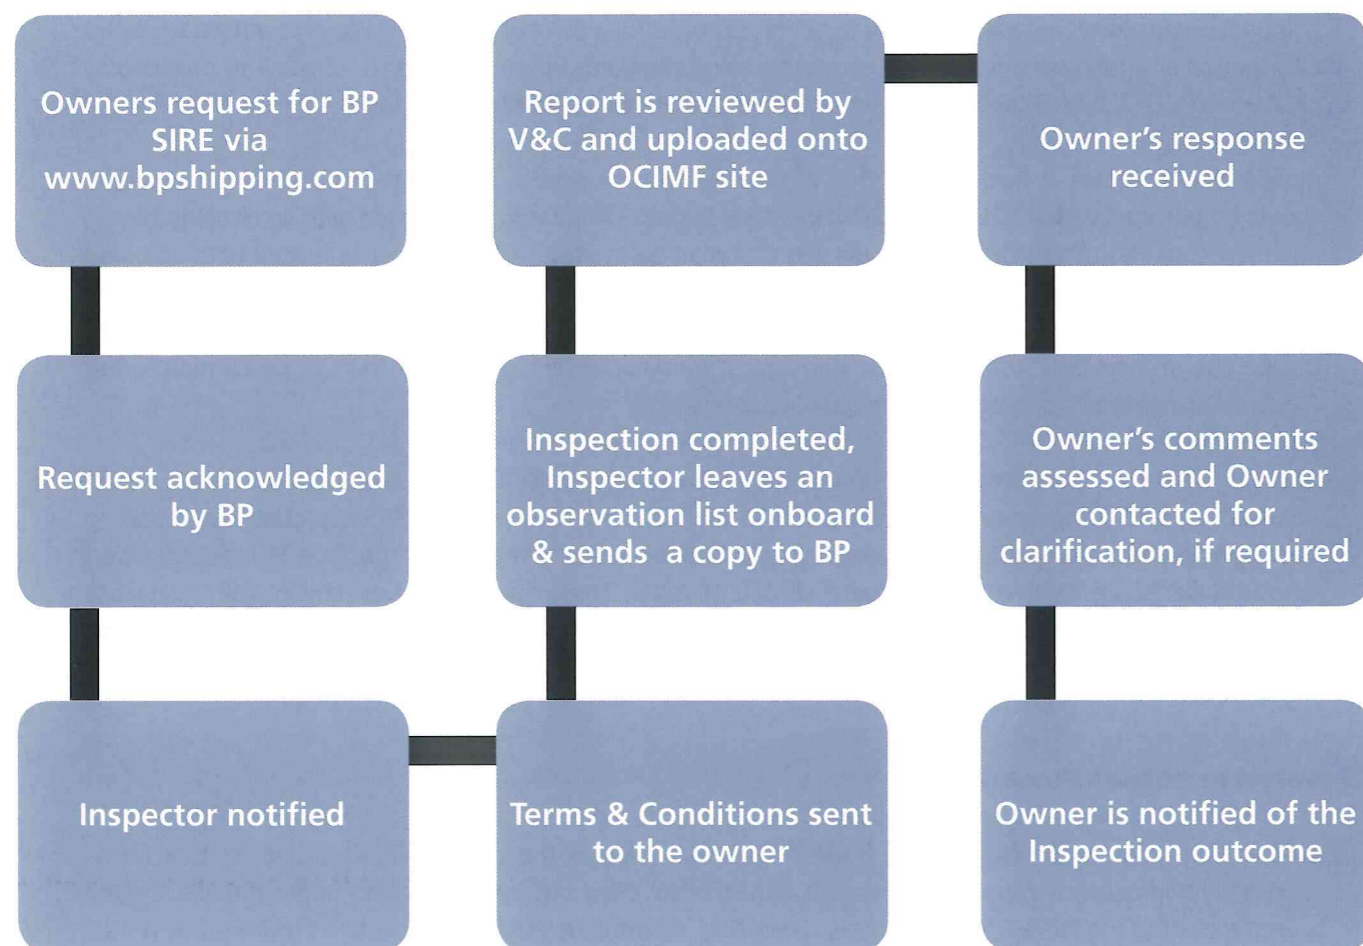 Owners request for BP
SIRE via
www.bpshipping.com
Request acknowledged
by BP
Inspector notified
Terms & Conditions sent
to the owner
Inspection completed,
Inspector leaves an
observation list onboard
& sends a copy to BP
Report is reviewed by
V&C and uploaded onto
OCIMF site
Owner's response
received
Owner's comments
assessed and Owner
contacted for
clarification, if required
Owner is notified of the
Inspection outcome